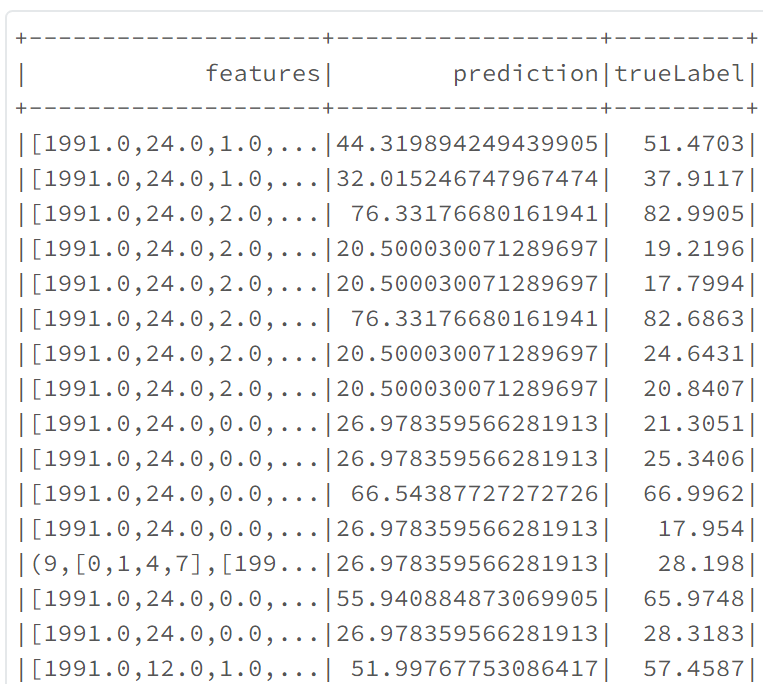 +--------------------+------------------+---------+
|            features|        prediction|trueLabel|
+--------------------+------------------+---------+
|[1991.0,24.0,1.0,...|44.319894249439905|  51.4703|
|[1991.0,24.0,1.0,...|32.015246747967474|  37.9117|
|[1991.0,24.0,2.0,...| 76.33176680161941|  82.9905|
|[1991.0,24.0,2.0,...|20.500030071289697|  19.2196|
|[1991.0,24.0,2.0,...|20.500030071289697|  17.7994|
|[1991.0,24.0,2.0,...| 76.33176680161941|  82.6863|
|[1991.0,24.0,2.0,...|20.500030071289697|  24.6431|
|[1991.0,24.0,2.0,...|20.500030071289697|  20.8407|
|[1991.0,24.0,0.0,...|26.978359566281913|  21.3051|
|[1991.0,24.0,0.0,...|26.978359566281913|  25.3406|
|[1991.0,24.0,0.0,...| 66.54387727272726|  66.9962|
|[1991.0,24.0,0.0,...|26.978359566281913|   17.954|
|(9,[0,1,4,7],[199...|26.978359566281913|   28.198|
|[1991.0,24.0,0.0,...|55.940884873069905|  65.9748|
|[1991.0,24.0,0.0,...|26.978359566281913|  28.3183|
|[1991.0,12.0,1.0,...| 51.99767753086417|  57.4587|